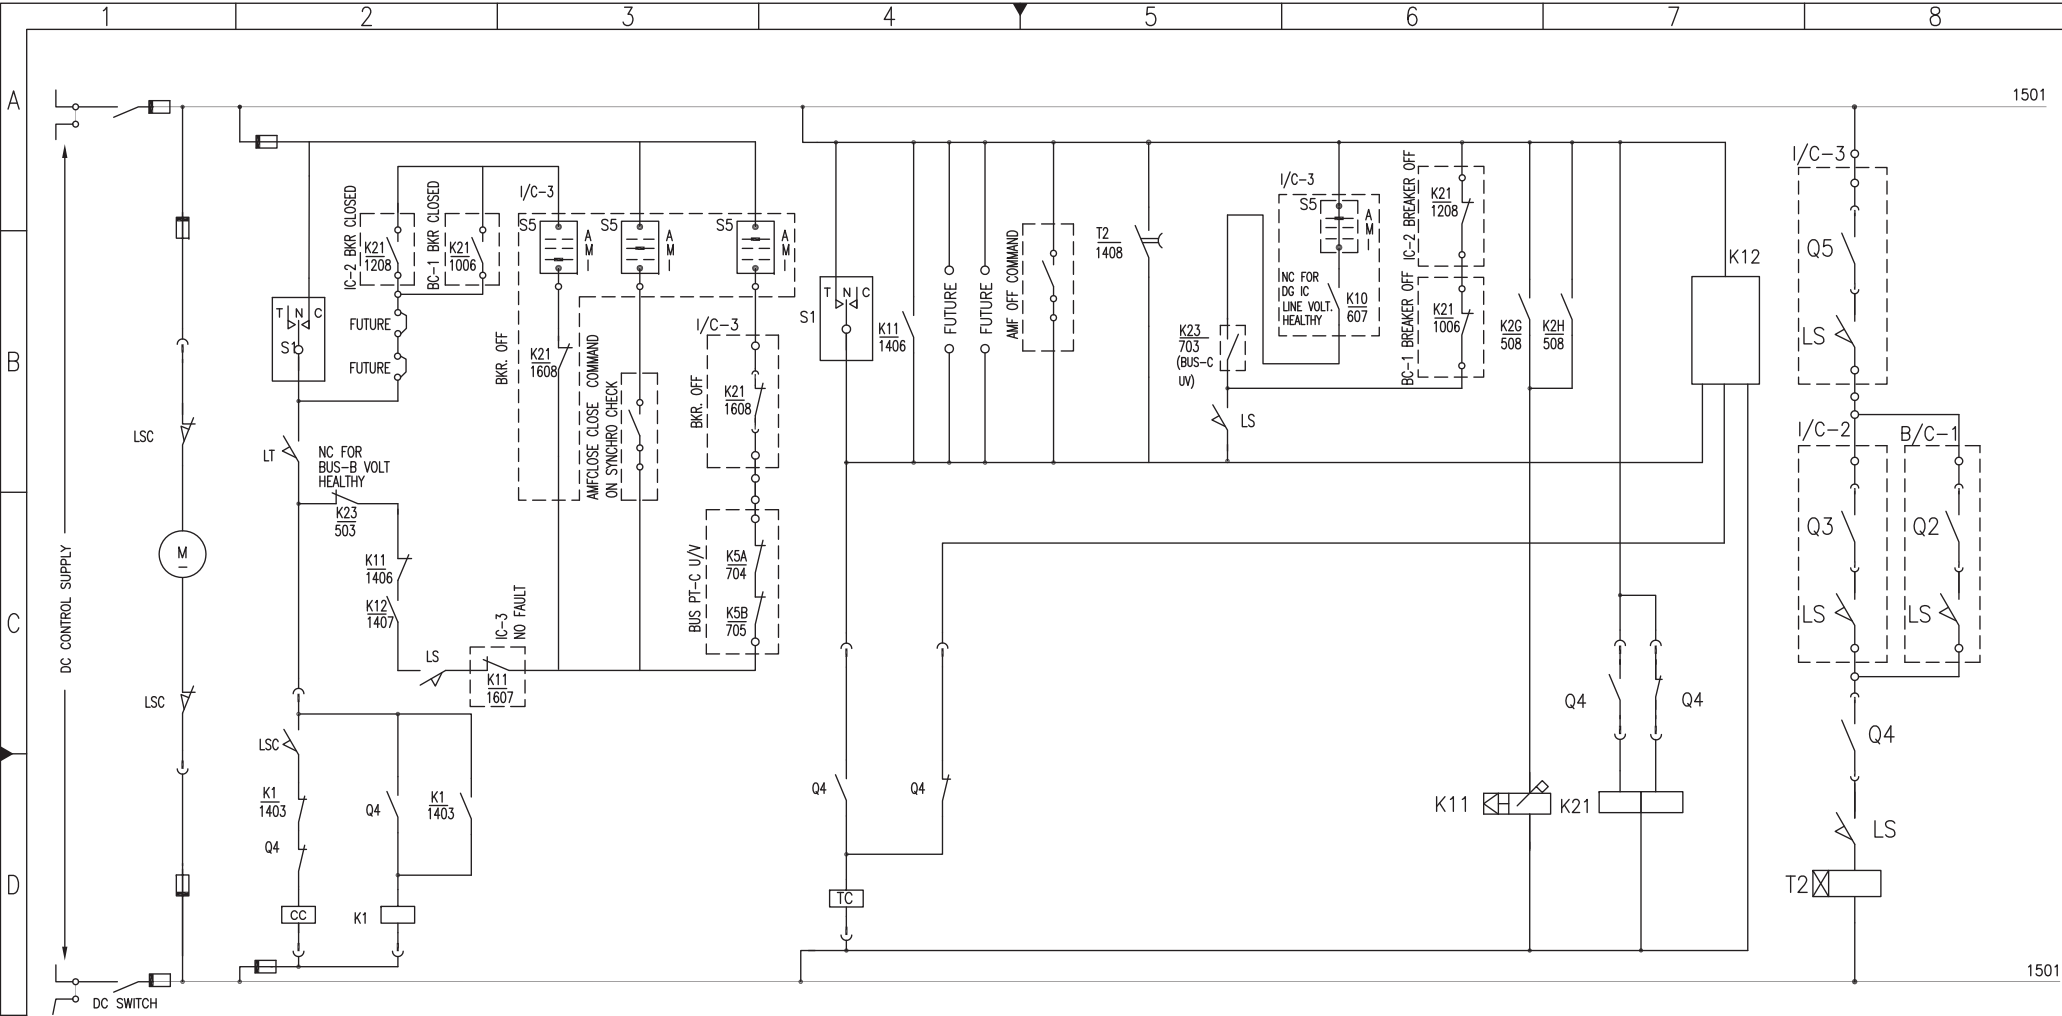 1 2 3 4 5 6 7 8
A
B
C
D
1501
DC CONTROL SUPPLY
DC SWITCH
LSC
M
LSC
T N C
S1
LT
NC FOR
BUS-B VOLT
HEALTHY
K23
503
IC-2 BKR CLOSED
K21
1208
BC-1 BKR CLOSED
K21
1006
FUTURE
FUTURE
K11
1406
K12
1407
LS
IC-3
NO FAULT
K11
1607
LSC
K1
1403
Q4
Q4
K1
1403
CC
K1
I/C-3
S5
A
M
I
S5
A
M
I
S5
A
M
I
BKR. OFF
K21
1608
AMFCLOSE CLOSE COMMAND
ON SYNCHRO CHECK
I/C-3
BKR. OFF
K21
1608
BUS PT-C U/V
K5A
704
K5B
705
T N C
S1
K11
1406
FUTURE
FUTURE
AMF OFF COMMAND
T2
1408
K23
703
(BUS-C
UV)
LS
I/C-3
S5
A
M
I
NC FOR
DG IC
LINE VOLT.
HEALTHY
K10
607
IC-2 BREAKER OFF
K21
1208
BC-1 BREAKER OFF
K21
1006
K2G
508
K2H
508
K12
Q4
Q4
TC
Q4
Q4
K11
K21
I/C-3
Q5
LS
I/C-2
B/C-1
Q3
Q2
LS
LS
Q4
LS
T2
1501